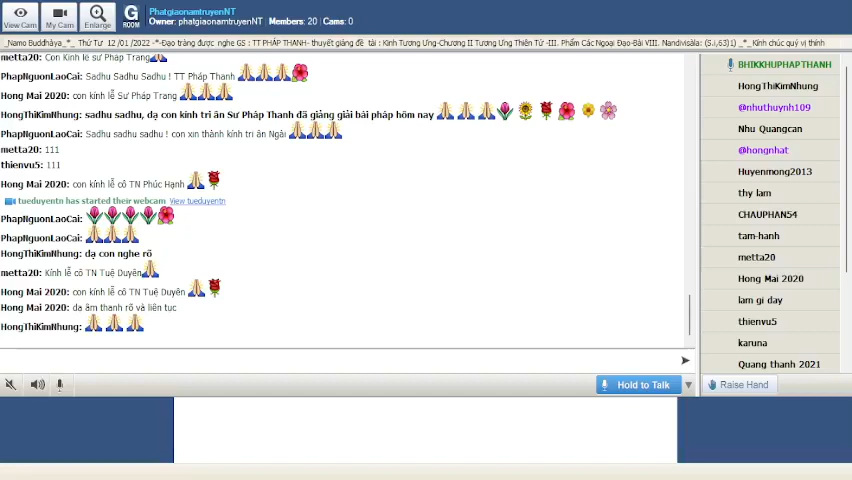 View Cam
My Cam
Enlarge
G
ROOM
PhatgiaonamtruyenNT
Owner: phatgiaonamtruyenNT Members: 20 Cams: 0
_Namo Buddhàya_*_ Thứ Tư 12 /01 /2022 -*-Đạo tràng được nghe GS : TT PHÁP THANH- thuyết giảng đề tài : Kinh Tương Ưng-Chương II Tương Ưng Thiên Tử -III. Phẩm Các Ngoại Đạo-Bài VIII. Nandivisàla: (S.i,63)1) _*_Kính chúc quý vị thính
metta20: Con Kính lễ sư Pháp Trang
PhapNguonLaoCai: Sadhu Sadhu Sadhu ! TT Pháp Thanh
Hong Mai 2020: con kính lễ Sư Pháp Trang
HongThiKimNhung: sadhu sadhu, dạ con kính tri ân Sư Pháp Thanh đã giảng giải bài pháp hôm nay
PhapNguonLaoCai: Sadhu sadhu sadhu ! con xin thành kính tri ân Ngài
metta20: 111
thienvu5: 111
Hong Mai 2020: con kính lễ cô TN Phúc Hạnh
tueduyentn has started their webcam View tueduyentn
PhapNguonLaoCai:
PhapNguonLaoCai:
HongThiKimNhung: dạ con nghe rõ
metta20: Kính lễ cô TN Tuệ Duyên
Hong Mai 2020: con kính lễ cô TN Tuệ Duyên
Hong Mai 2020: da âm thanh rõ và liên tuc
HongThiKimNhung:
BHIKKHUPHAPTHANH
HongThiKimNhung
@nhuthuynh109
Nhu Quangcan
@hongnhat
Huyenmong2013
thy lam
CHAUPHAN54
tam-hanh
metta20
Hong Mai 2020
lam gi day
thienvu5
karuna
Quang thanh 2021
Hold to Talk
Raise Hand